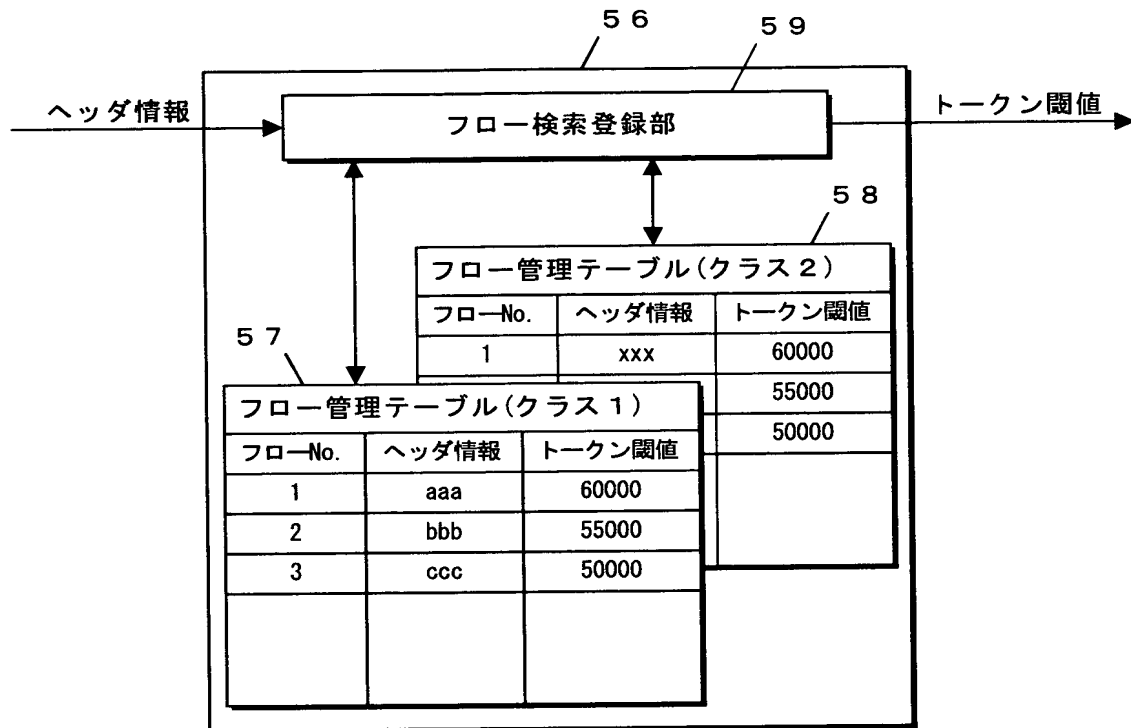 ５６
５９
ヘッダ情報
フロー検索登録部
トークン閾値
５８
フロー管理テーブル(クラス２)
フローNo. ヘッダ情報 トークン閾値
1 xxx 60000
55000
50000
５７
フロー管理テーブル(クラス１)
フローNo. ヘッダ情報 トークン閾値
1 aaa 60000
2 bbb 55000
3 ccc 50000